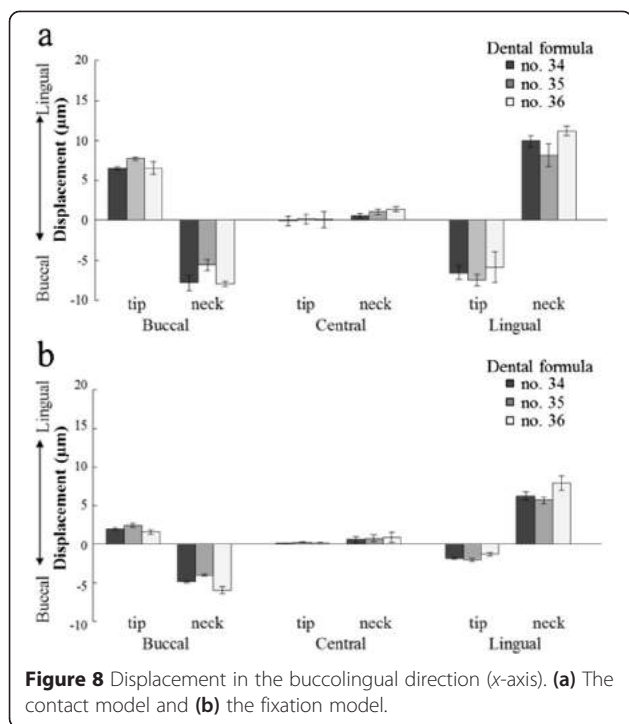 a
Dental formula
no. 34
no. 35
no. 36
Lingual
Displacement (μm)
Buccal
20
15
10
5
0
-5
-10
tip neck tip neck tip neck
Buccal Central Lingual
b
Dental formula
no. 34
no. 35
no. 36
Lingual
Displacement (μm)
Buccal
20
15
10
5
0
-5
-10
tip neck tip neck tip neck
Buccal Central Lingual
Figure 8 Displacement in the buccolingual direction (x-axis). (a) The
contact model and (b) the fixation model.